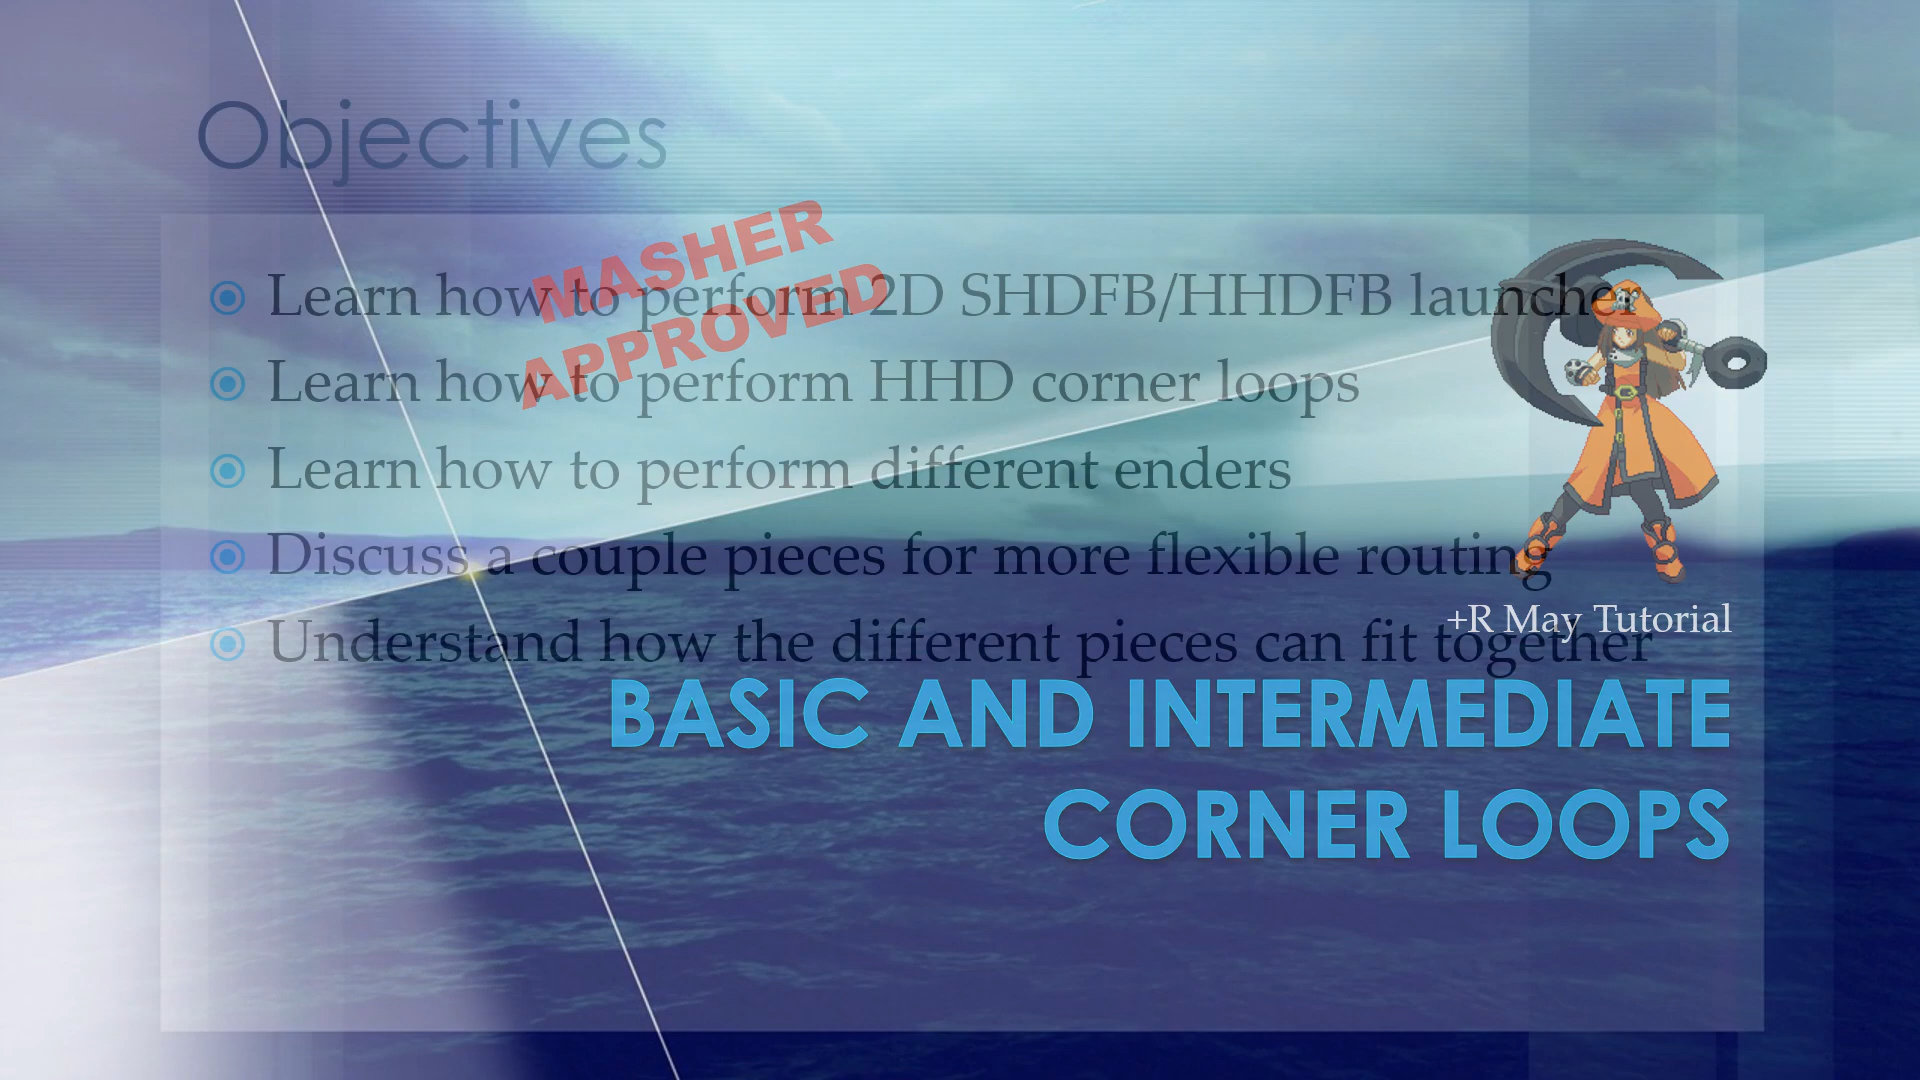 Objectives
MASHER
APPROVED
Learn how to perform 2D SHDFB/HHDFB launcher
Learn how to perform HHD corner loops
Learn how to perform different enders
Discuss a couple pieces for more flexible routing
Understand how the different pieces can fit together
+R May Tutorial
BASIC AND INTERMEDIATE
CORNER LOOPS